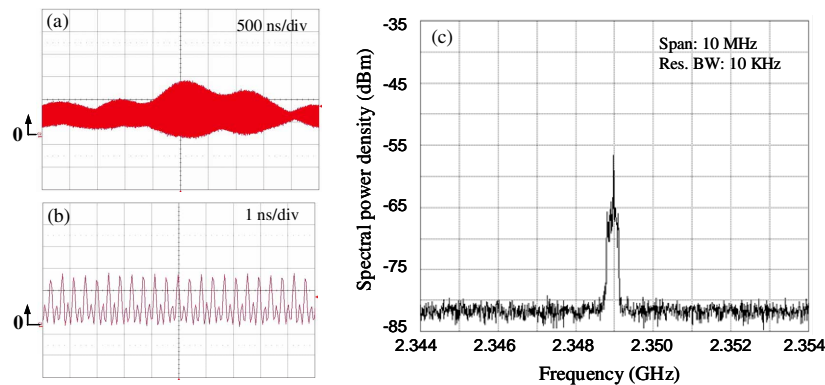 (a)
500 ns/div
0
(b)
1 ns/div
0
(c)
Span: 10 MHz
Res. BW: 10 KHz
Spectral power density (dBm)
-35
-45
-55
-65
-75
-85
2.344
2.346
2.348
2.350
2.352
2.354
Frequency (GHz)